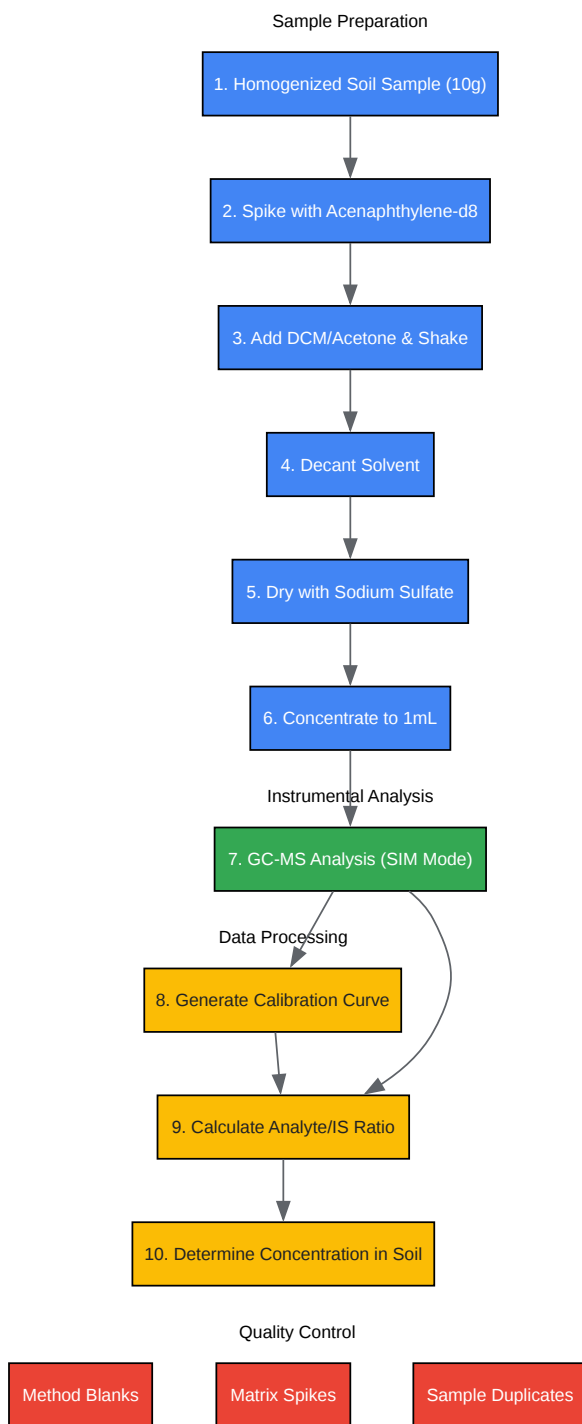 Sample Preparation
1. Homogenized Soil Sample (10g)
2. Spike with Acenaphthylene-d8
3. Add DCM/Acetone & Shake
4. Decant Solvent
5. Dry with Sodium Sulfate
6. Concentrate to 1mL
Instrumental Analysis
7. GC-MS Analysis (SIM Mode)
Data Processing
8. Generate Calibration Curve
9. Calculate Analyte/IS Ratio
10. Determine Concentration in Soil
Quality Control
Method Blanks
Matrix Spikes
Sample Duplicates